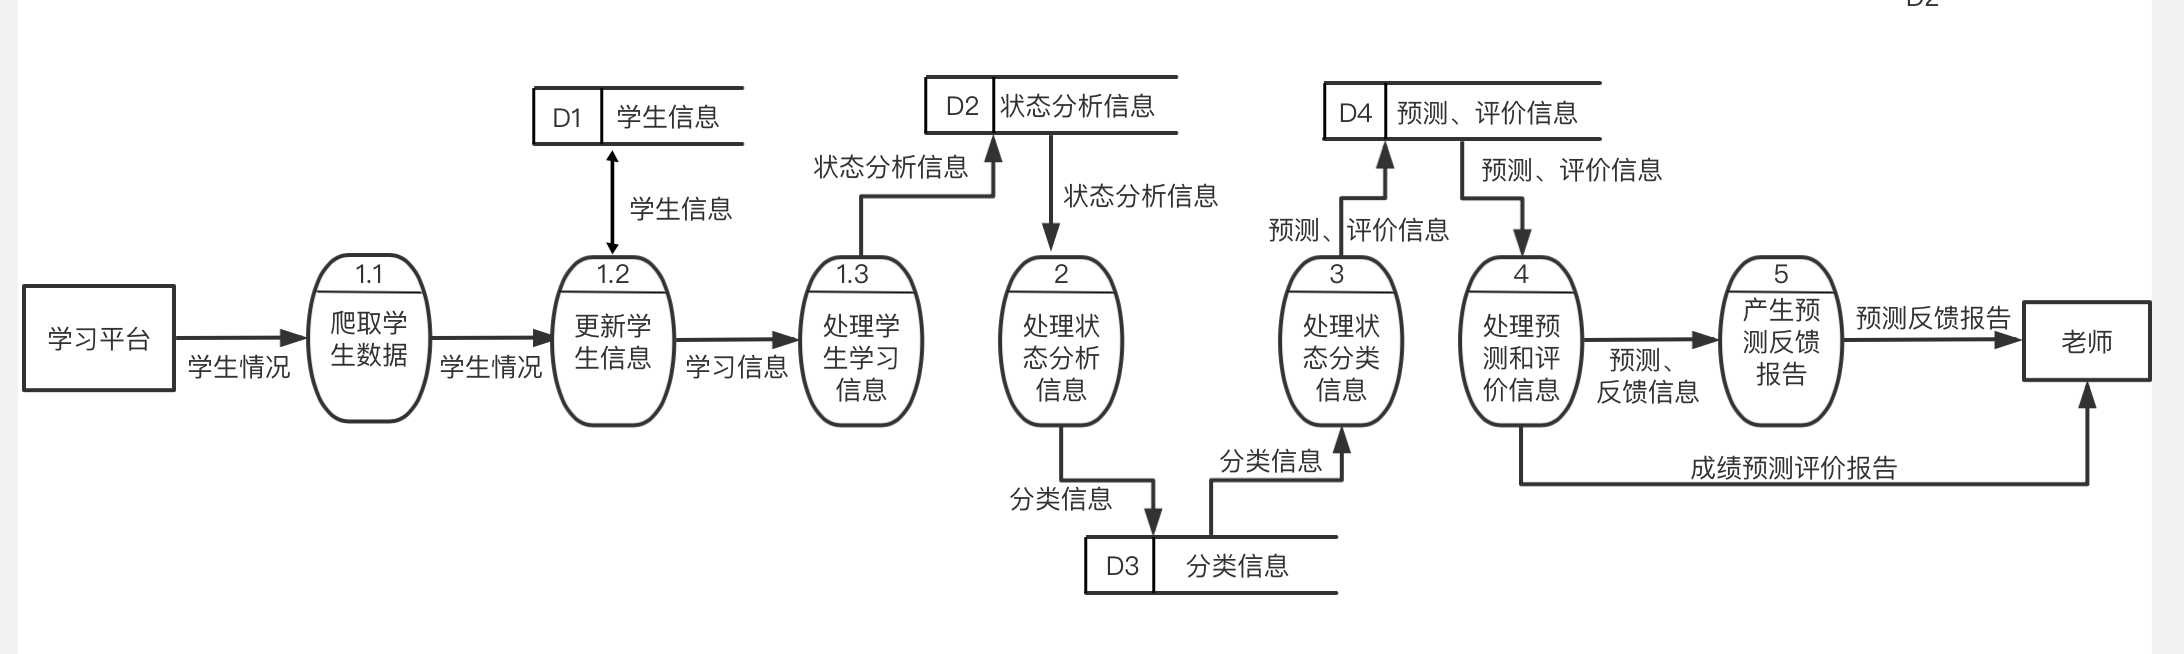 D2
D1
学生信息
学生信息
D2
状态分析信息
状态分析信息
状态分析信息
D4
预测、评价信息
预测、评价信息
预测、评价信息
学习平台
学生情况
1.1
爬取学
生数据
学生情况
1.2
更新学
生信息
学习信息
1.3
处理学
生学习
信息
2
处理状
态分析
信息
分类信息
D3
分类信息
分类信息
3
处理状
态分类
信息
4
处理预
测和评
价信息
预测、
反馈信息
5
产生预
测反馈
报告
预测反馈报告
老师
成绩预测评价报告